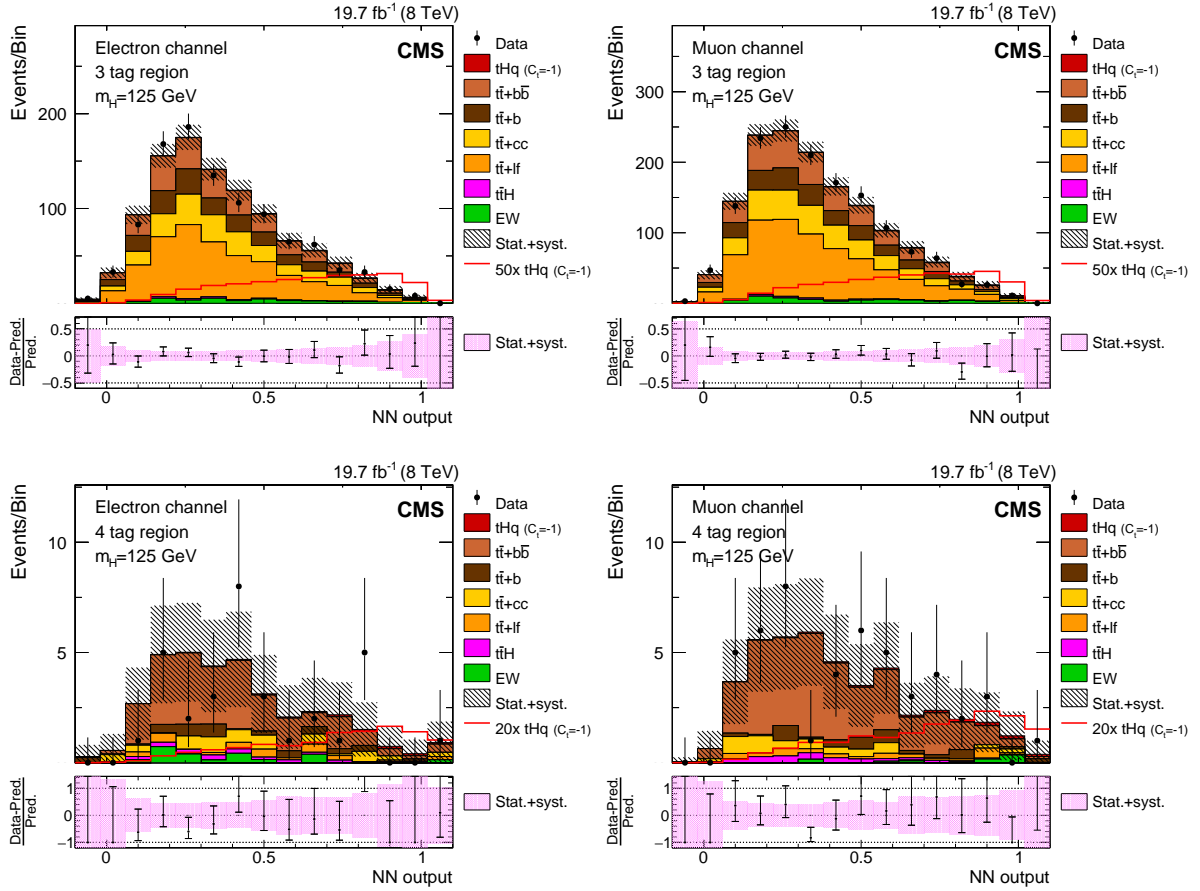 19.7 fb⁻¹ (8 TeV)
Events/Bin
Electron channel
3 tag region
m_H=125 GeV
CMS
200
100
Data
tHq (C_t=-1)
tt̄+bb̄
tt̄+b
tt̄+cc
tt̄+lf
tt̄H
EW
Stat.+syst.
50x tHq (C_t=-1)
Data-Pred.
Pred.
0.5
0
−0.5
Stat.+syst.
0 0.5 1
NN output
19.7 fb⁻¹ (8 TeV)
Events/Bin
Muon channel
3 tag region
m_H=125 GeV
CMS
300
200
100
Data
tHq (C_t=-1)
tt̄+bb̄
tt̄+b
tt̄+cc
tt̄+lf
tt̄H
EW
Stat.+syst.
50x tHq (C_t=-1)
Data-Pred.
Pred.
0.5
0
−0.5
Stat.+syst.
0 0.5 1
NN output
19.7 fb⁻¹ (8 TeV)
Events/Bin
Electron channel
4 tag region
m_H=125 GeV
CMS
10
5
Data
tHq (C_t=-1)
tt̄+bb̄
tt̄+b
tt̄+cc
tt̄+lf
tt̄H
EW
Stat.+syst.
20x tHq (C_t=-1)
Data-Pred.
Pred.
1
0
−1
Stat.+syst.
0 0.5 1
NN output
19.7 fb⁻¹ (8 TeV)
Events/Bin
Muon channel
4 tag region
m_H=125 GeV
CMS
10
5
Data
tHq (C_t=-1)
tt̄+bb̄
tt̄+b
tt̄+cc
tt̄+lf
tt̄H
EW
Stat.+syst.
20x tHq (C_t=-1)
Data-Pred.
Pred.
1
0
−1
Stat.+syst.
0 0.5 1
NN output